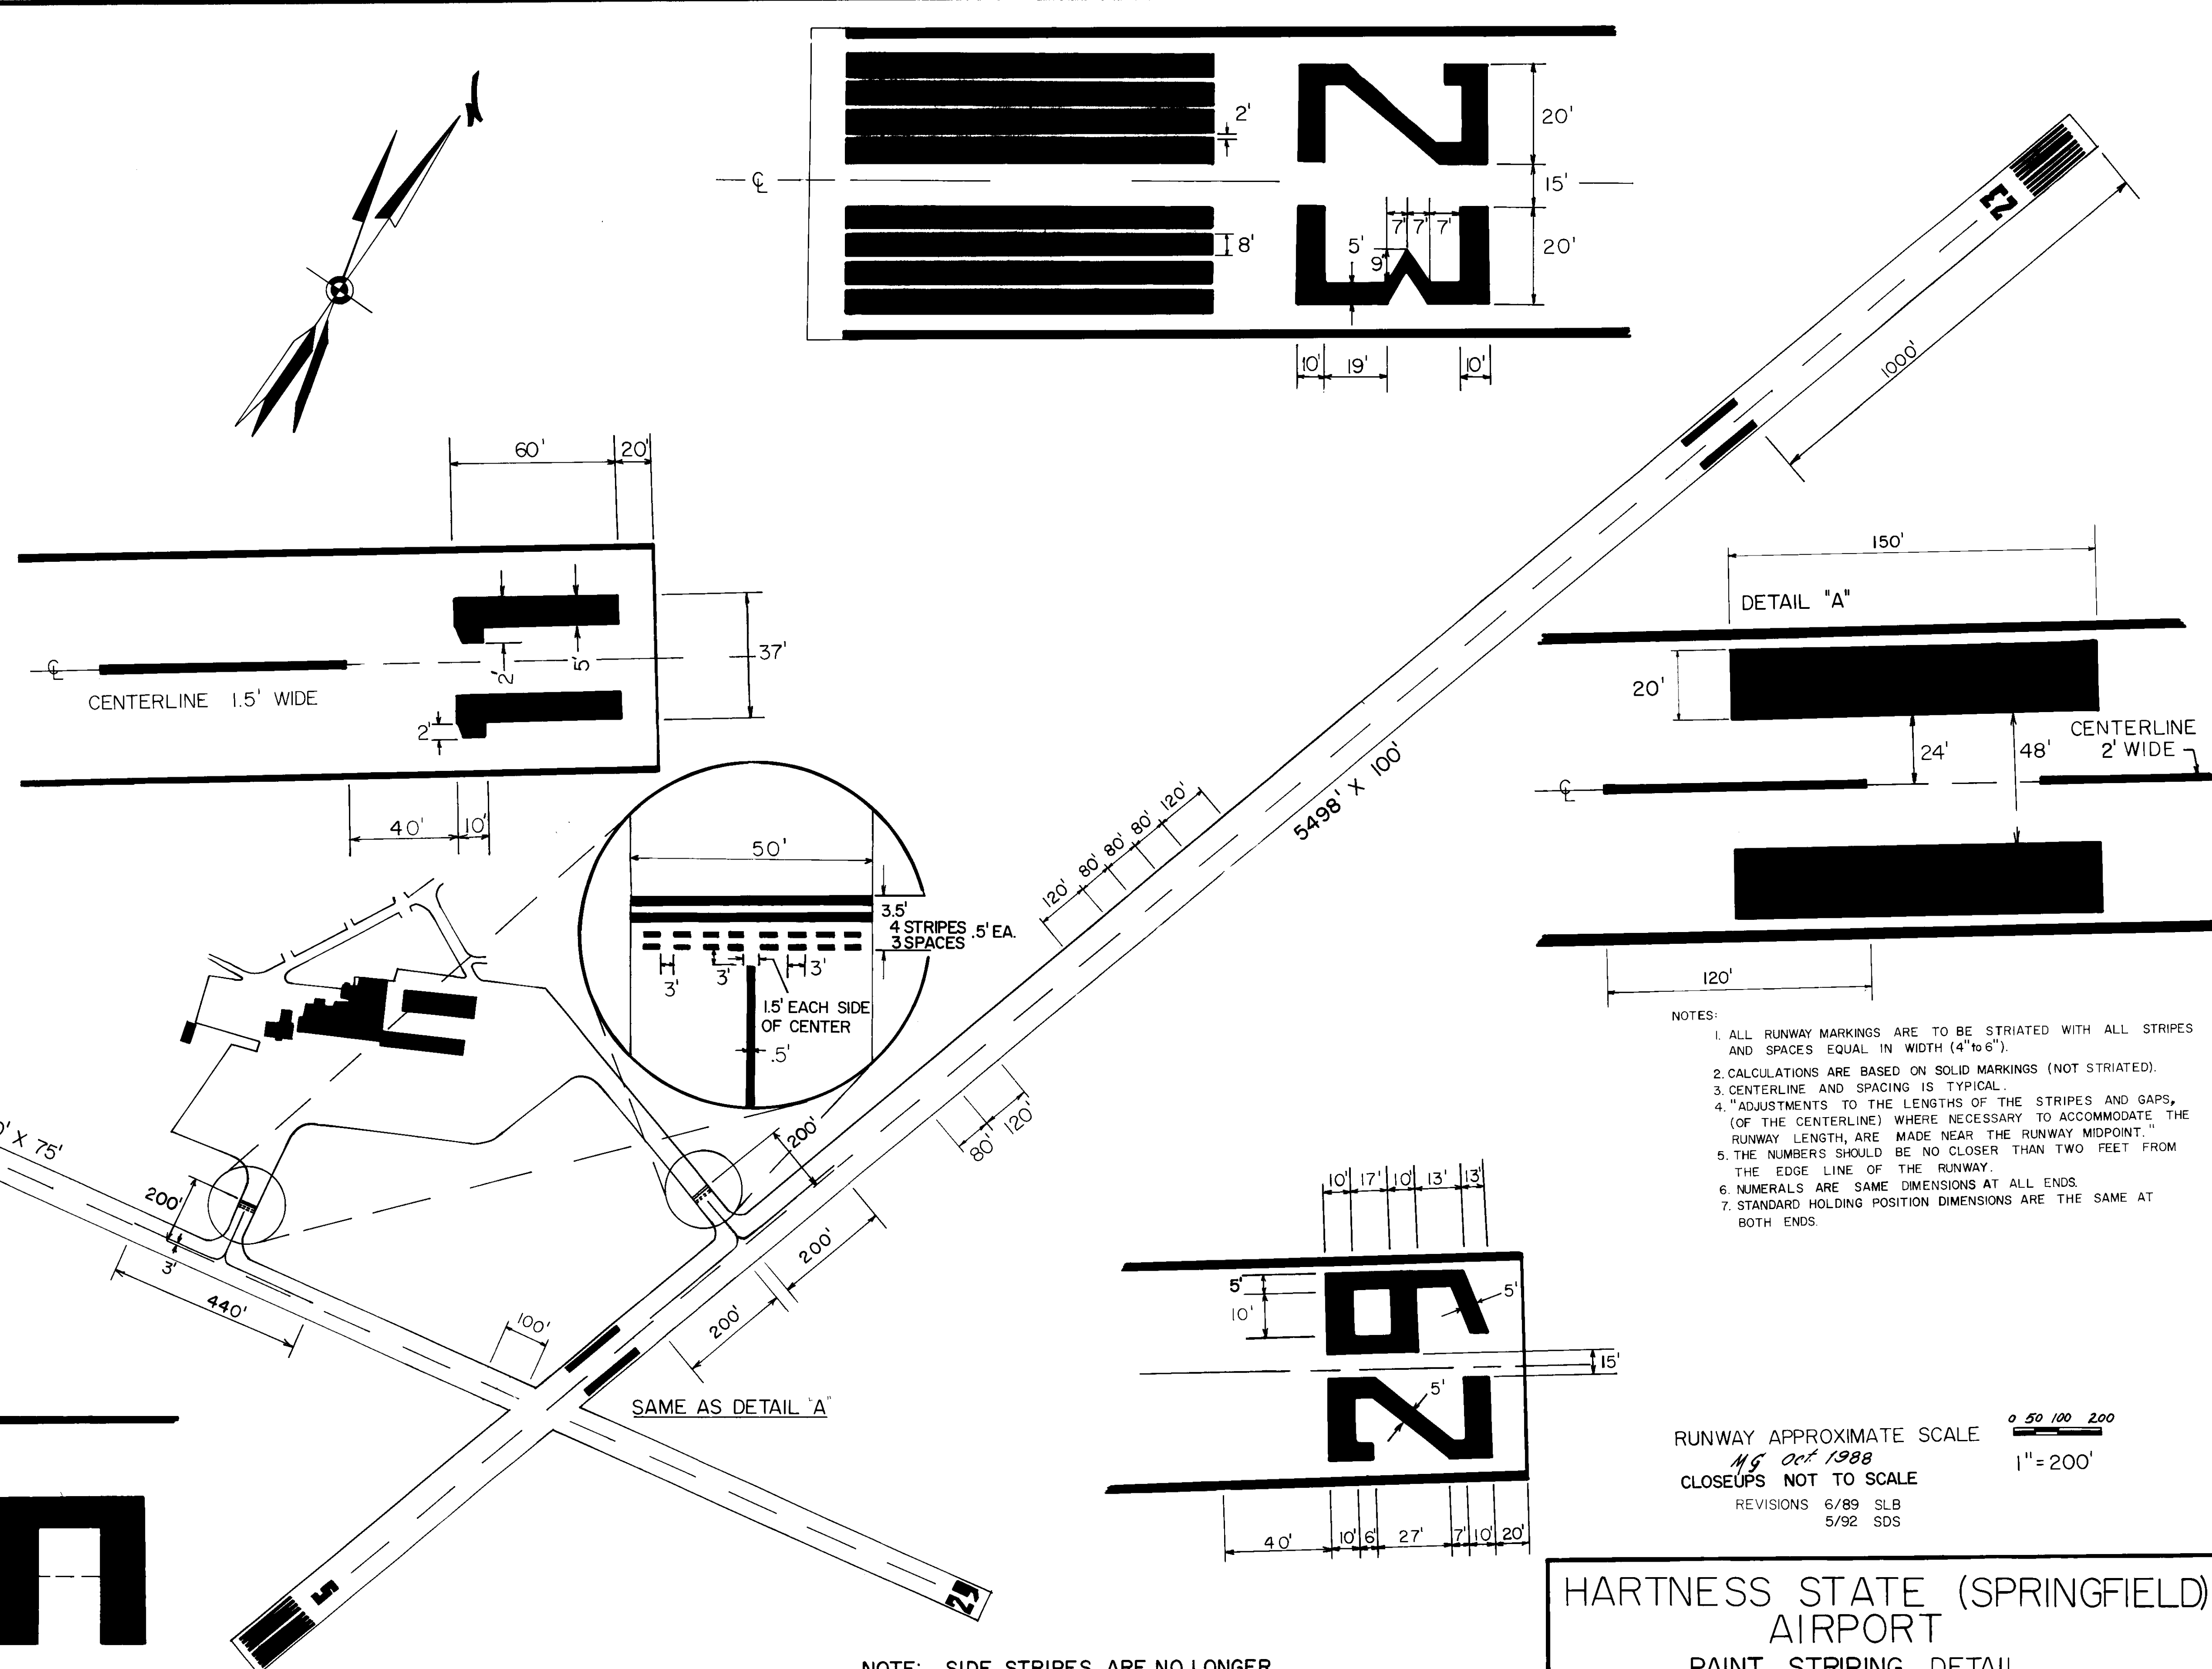 2'
20'
15'
20'
7' 7' 7'
5'
9'
8'
℄
10' 19' 10'
23
1000'
60' 20'
37'
2'
5'
℄
CENTERLINE 1.5' WIDE
2'
40' 10'
150'
DETAIL "A"
20'
24'
48'
CENTERLINE
2' WIDE
℄
120'
5498' X 100'
120' 80' 80' 80' 120'
50'
3.5'
4 STRIPES .5' EA.
3 SPACES
3' 3' 3'
1.5' EACH SIDE
OF CENTER
.5'
NOTES:
1. ALL RUNWAY MARKINGS ARE TO BE STRIATED WITH ALL STRIPES
AND SPACES EQUAL IN WIDTH (4" to 6").
2. CALCULATIONS ARE BASED ON SOLID MARKINGS (NOT STRIATED).
3. CENTERLINE AND SPACING IS TYPICAL.
4. "ADJUSTMENTS TO THE LENGTHS OF THE STRIPES AND GAPS,
(OF THE CENTERLINE) WHERE NECESSARY TO ACCOMMODATE THE
RUNWAY LENGTH, ARE MADE NEAR THE RUNWAY MIDPOINT."
5. THE NUMBERS SHOULD BE NO CLOSER THAN TWO FEET FROM
THE EDGE LINE OF THE RUNWAY.
6. NUMERALS ARE SAME DIMENSIONS AT ALL ENDS.
7. STANDARD HOLDING POSITION DIMENSIONS ARE THE SAME AT
BOTH ENDS.
80' 120'
200'
200'
200'
X 75'
200'
3'
440'
100'
SAME AS DETAIL "A"
10' 17' 10' 13' 13'
5'
10'
5'
15'
5'
40' 10' 6' 27' 7' 10' 20'
5
29
RUNWAY APPROXIMATE SCALE
0 50 100 200
1" = 200'
MG Oct 1988
CLOSEUPS NOT TO SCALE
REVISIONS 6/89 SLB
5/92 SDS
HARTNESS STATE (SPRINGFIELD)
AIRPORT
PAINT STRIPING DETAIL
NOTE: SIDE STRIPES ARE NO LONGER